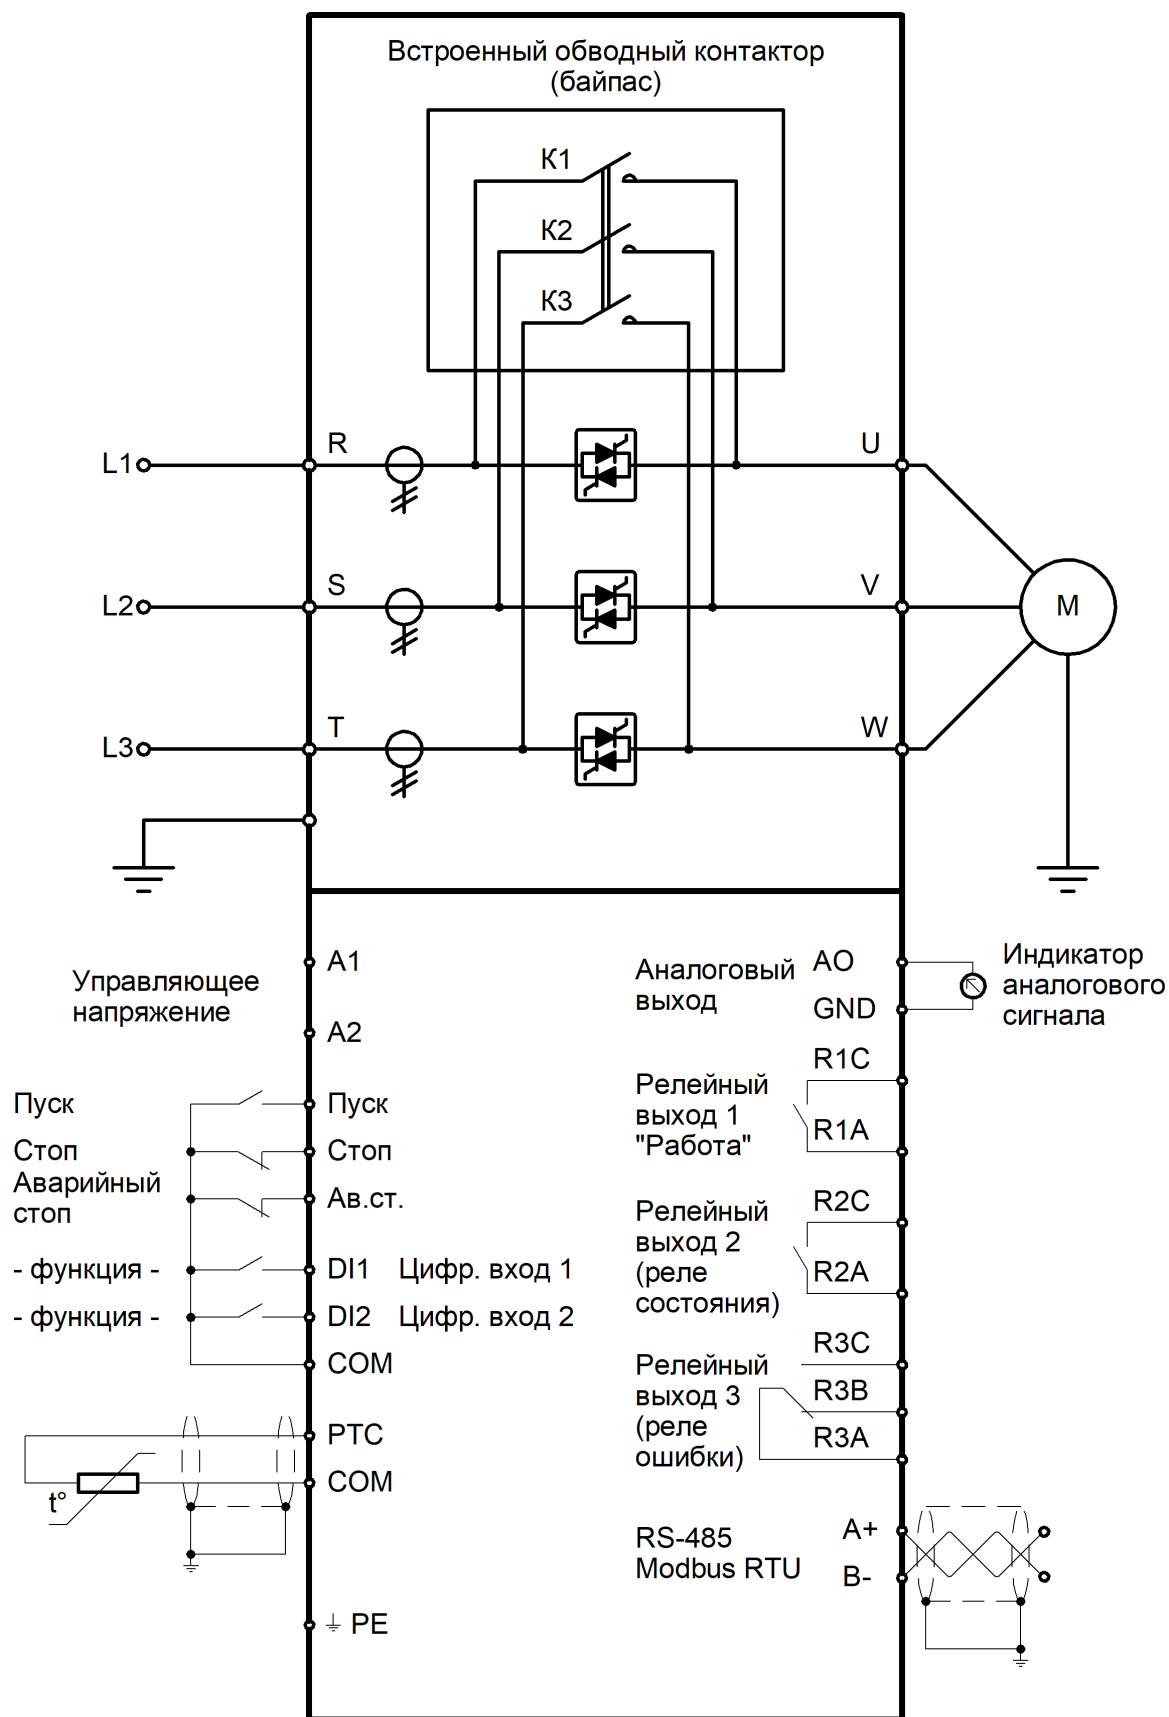 Встроенный обводный контактор
(байпас)
К1
К2
К3
L1
R
U
L2
S
V
M
L3
T
W
Управляющее
напряжение
A1
A2
Аналоговый
выход
AO
GND
Индикатор
аналогового
сигнала
Пуск
Пуск
Стоп
Стоп
Аварийный
стоп
Ав.ст.
- функция -
DI1 Цифр. вход 1
- функция -
DI2 Цифр. вход 2
COM
PTC
COM
t°
PE
Релейный
выход 1
"Работа"
R1C
R1A
Релейный
выход 2
(реле
состояния)
R2C
R2A
Релейный
выход 3
(реле
ошибки)
R3C
R3B
R3A
RS-485
Modbus RTU
A+
B-